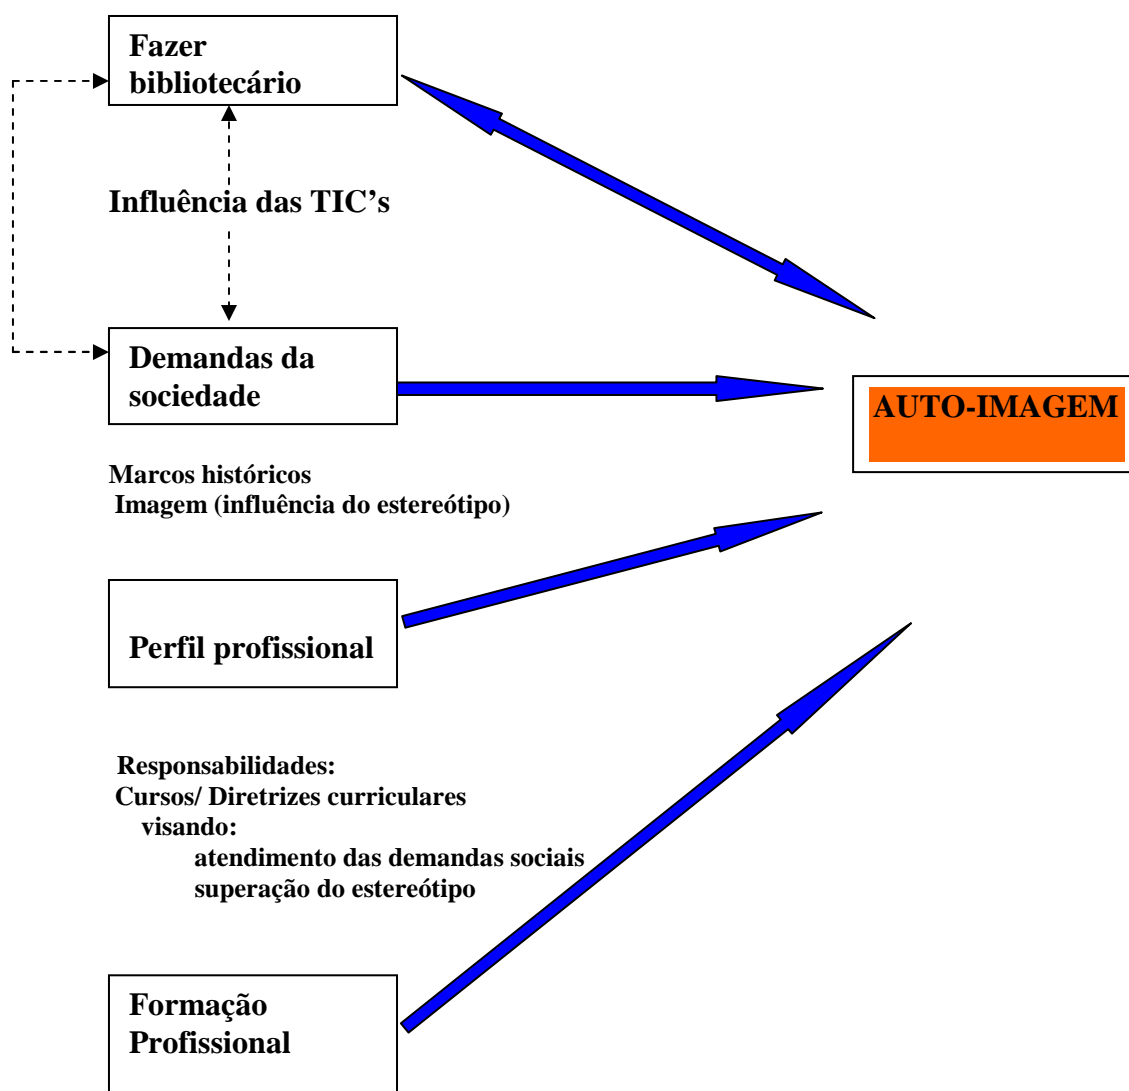 Fazer
bibliotecário
Influência das TIC’s
Demandas da
sociedade
AUTO-IMAGEM
Marcos históricos
Imagem (influência do estereótipo)
Perfil profissional
Responsabilidades:
Cursos/ Diretrizes curriculares
visando:
atendimento das demandas sociais
superação do estereótipo
Formação
Profissional